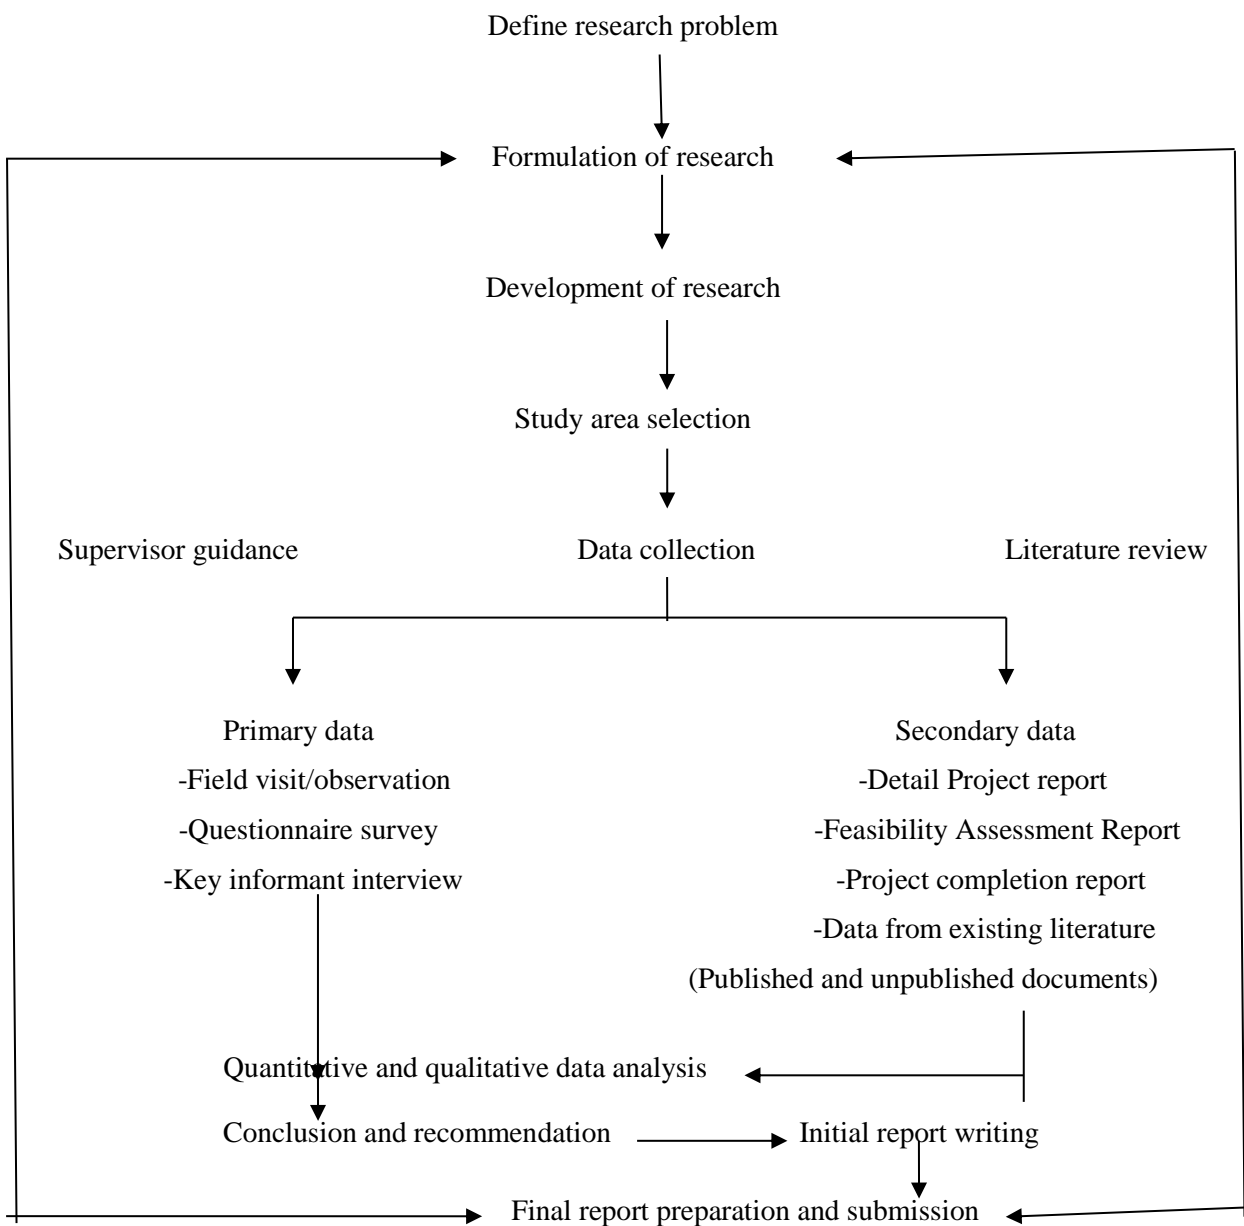 Define research problem
Formulation of research
Development of research
Study area selection
Supervisor guidance
Data collection
Literature review
Primary data
-Field visit/observation
-Questionnaire survey
-Key informant interview
Secondary data
-Detail Project report
-Feasibility Assessment Report
-Project completion report
-Data from existing literature
(Published and unpublished documents)
Quantitative and qualitative data analysis
Conclusion and recommendation
Initial report writing
Final report preparation and submission